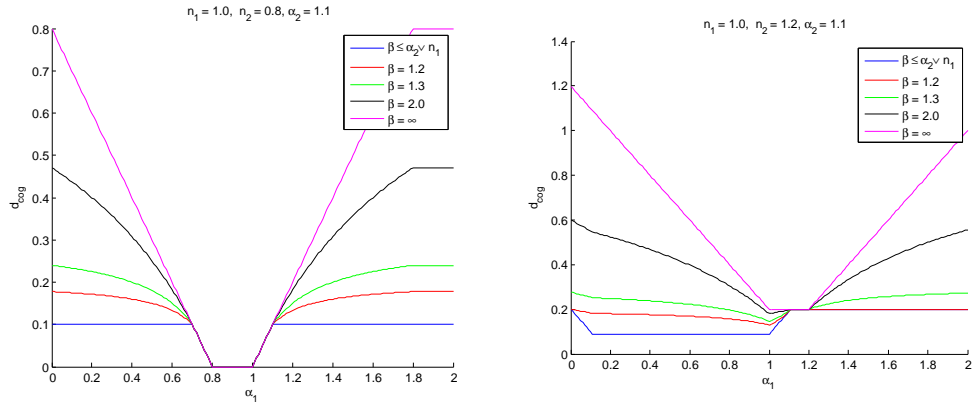 n₁ = 1.0, n₂ = 0.8, α₂ = 1.1
0.8
0.7
0.6
0.5
0.4
0.3
0.2
0.1
0
d_cog
0 0.2 0.4 0.6 0.8 1 1.2 1.4 1.6 1.8 2
α₁
β ≤ α₂ ∨ n₁
β = 1.2
β = 1.3
β = 2.0
β = ∞
n₁ = 1.0, n₂ = 1.2, α₂ = 1.1
1.4
1.2
1
0.8
0.6
0.4
0.2
0
d_cog
0 0.2 0.4 0.6 0.8 1 1.2 1.4 1.6 1.8 2
α₁
β ≤ α₂ ∨ n₁
β = 1.2
β = 1.3
β = 2.0
β = ∞